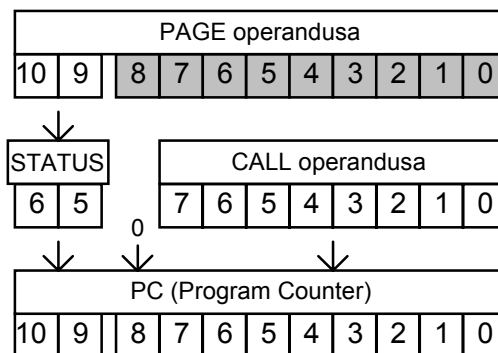 PAGE operandusa
10 9 8 7 6 5 4 3 2 1 0
STATUS CALL operandusa
6 5 7 6 5 4 3 2 1 0
0
PC (Program Counter)
10 9 8 7 6 5 4 3 2 1 0